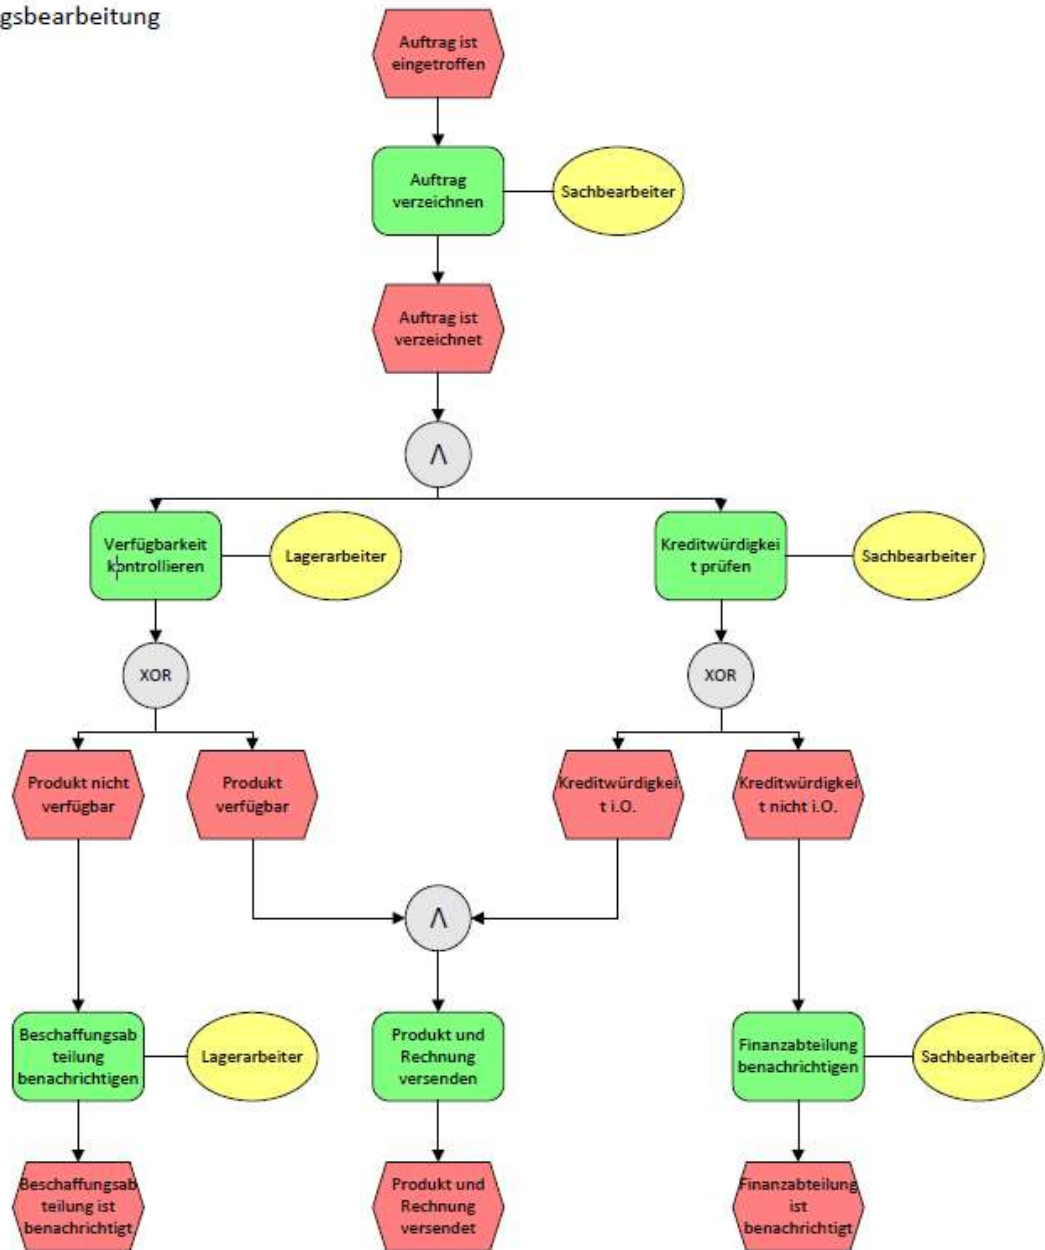 gsbearbeitung
Auftrag ist
eingetroffen
Auftrag
verzeichnen
Sachbearbeiter
Auftrag ist
verzeichnet
Λ
Verfügbarkeit
kontrollieren
Lagerarbeiter
Kreditwürdigkei
t prüfen
Sachbearbeiter
XOR
XOR
Produkt nicht
verfügbar
Produkt
verfügbar
Kreditwürdigkei
t i.O.
Kreditwürdigkei
t nicht i.O.
Λ
Beschaffungsab
teilung
benachrichtigen
Lagerarbeiter
Produkt und
Rechnung
versenden
Finanzabteilung
benachrichtigen
Sachbearbeiter
Beschaffungsab
teilung ist
benachrichtigt
Produkt und
Rechnung
versendet
Finanzabteilung
ist
benachrichtigt